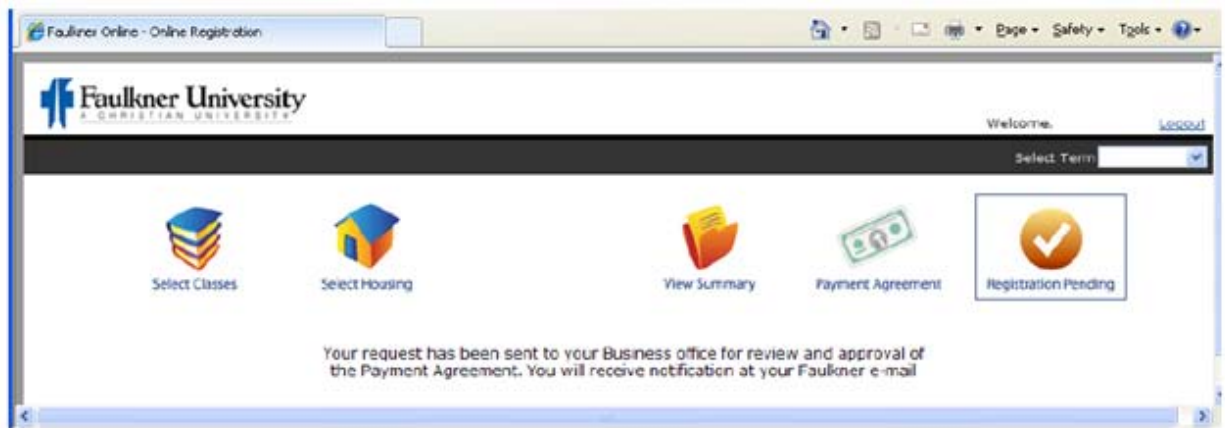 Faulkner Online - Online Registration
Page Safety Tools
Faulkner University
A CHRISTIAN UNIVERSITY
Welcome. Logout
Select Term
Select Classes Select Housing View Summary Payment Agreement Registration Pending
Your request has been sent to your Business office for review and approval of
the Payment Agreement. You will receive notification at your Faulkner e-mail